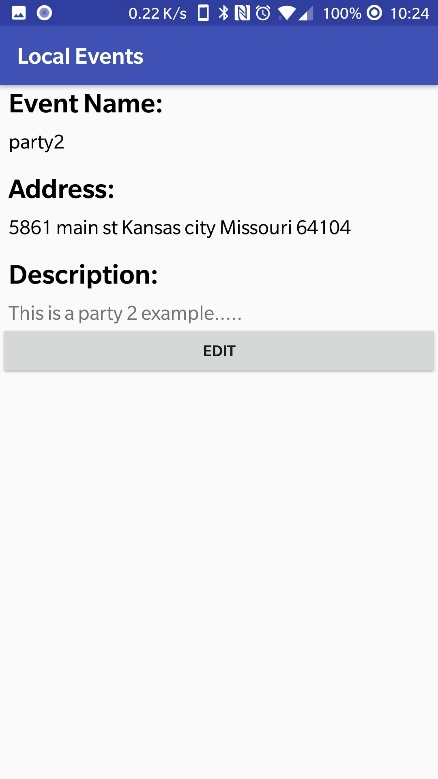 0.22 K/s 100% 10:24
Local Events
Event Name:
party2
Address:
5861 main st Kansas city Missouri 64104
Description:
This is a party 2 example.....
EDIT